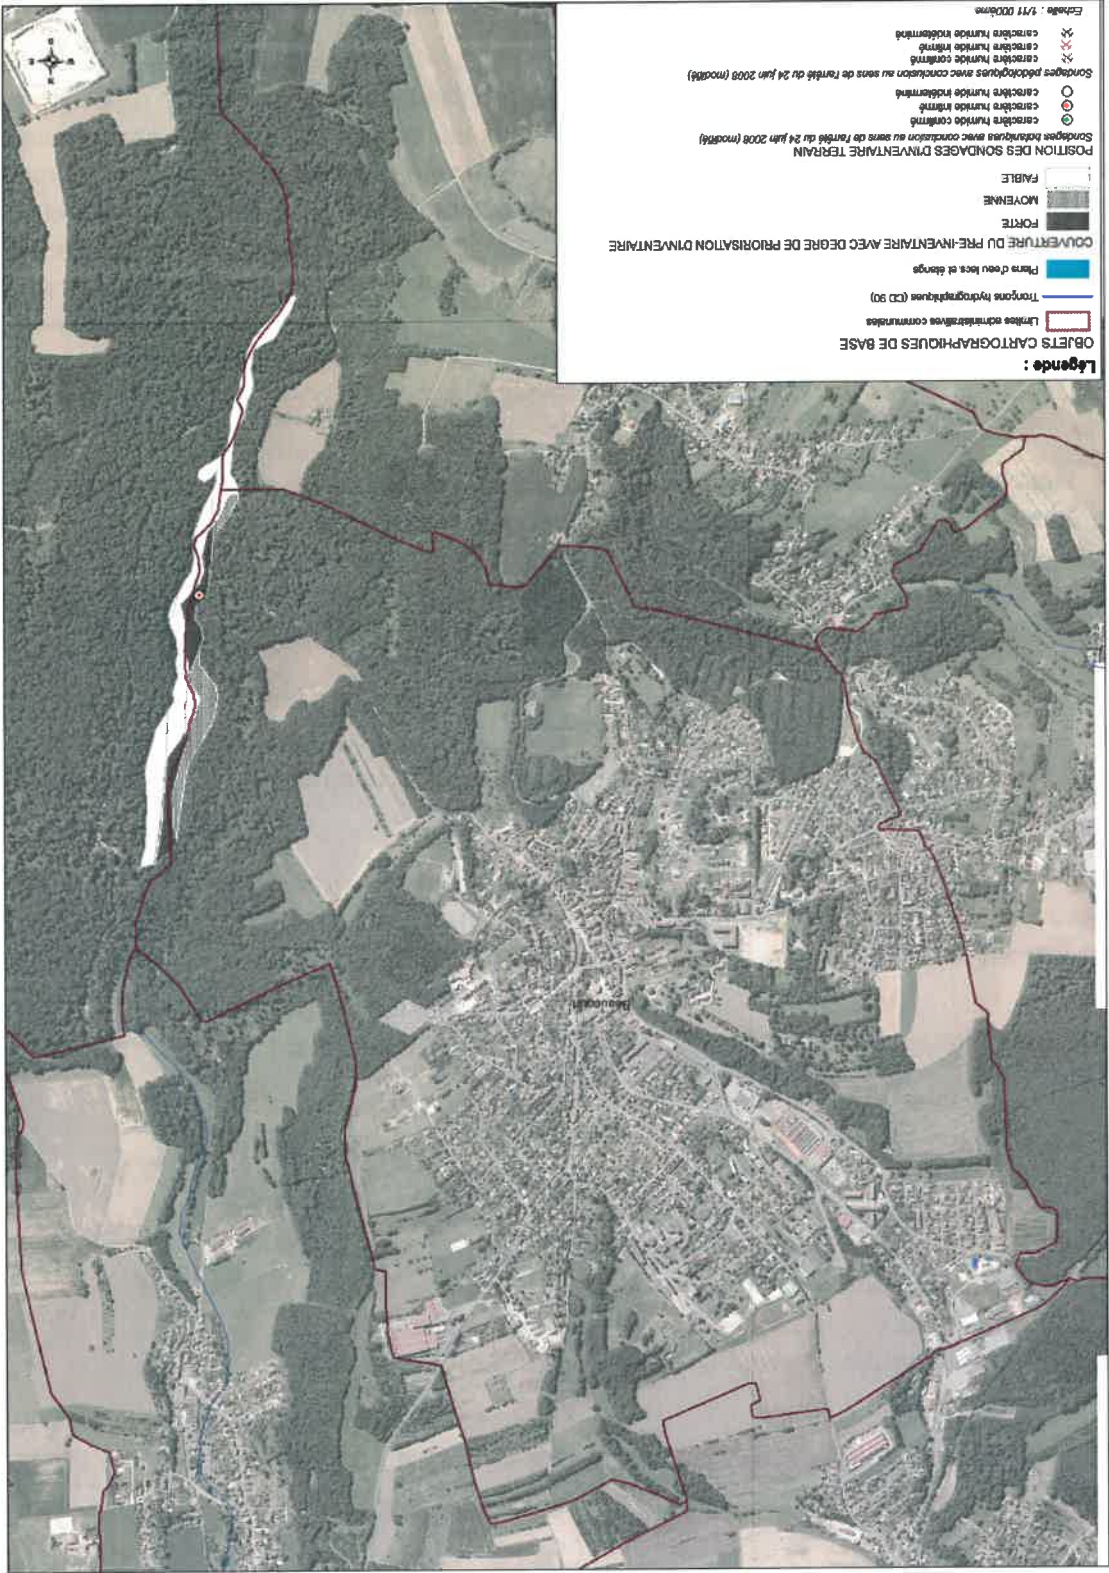 Légende :
OBJETS CARTOGRAPHIQUES DE BASE
Limites administratives communales
Tronçons hydrographiques (CD 90)
Plans d'eau lacs et étangs
COUVERTURE DU PRE-INVENTAIRE AVEC DEGRE DE PRIORISATION D'INVENTAIRE
FORTE
MOYENNE
FAIBLE
POSITION DES SONDAGES D'INVENTAIRE TERRAIN
Sondages botaniques avec conclusion au sens de l'arrêté du 24 juin 2008 (modifié)
caractère humide confirmé
caractère humide infirmé
caractère humide indéterminé
Sondages pédologiques avec conclusion au sens de l'arrêté du 24 juin 2008 (modifié)
caractère humide confirmé
caractère humide infirmé
caractère humide indéterminé
Echelle : 1/11 000ème
Beaucourt